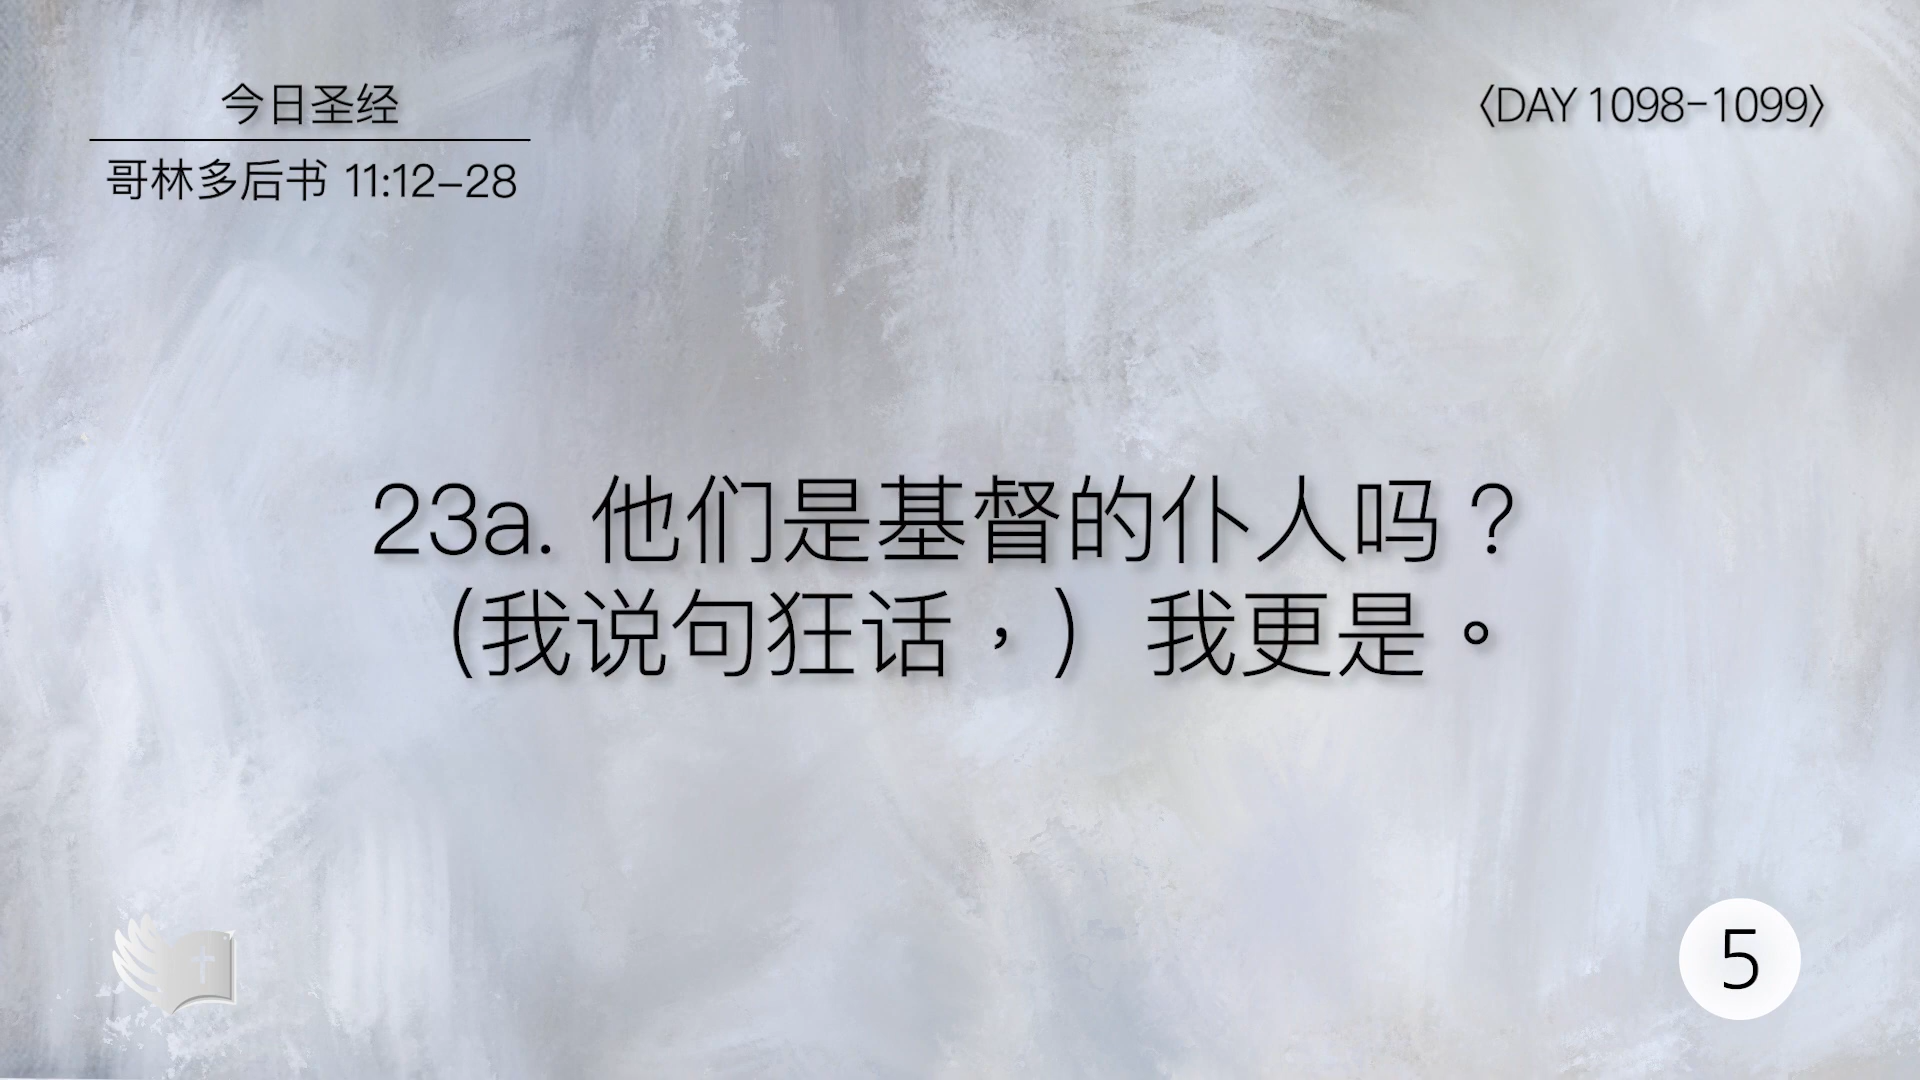 今日圣经
哥林多后书 11:12-28
〈DAY 1098-1099〉
23a. 他们是基督的仆人吗？
(我说句狂话，) 我更是。
5